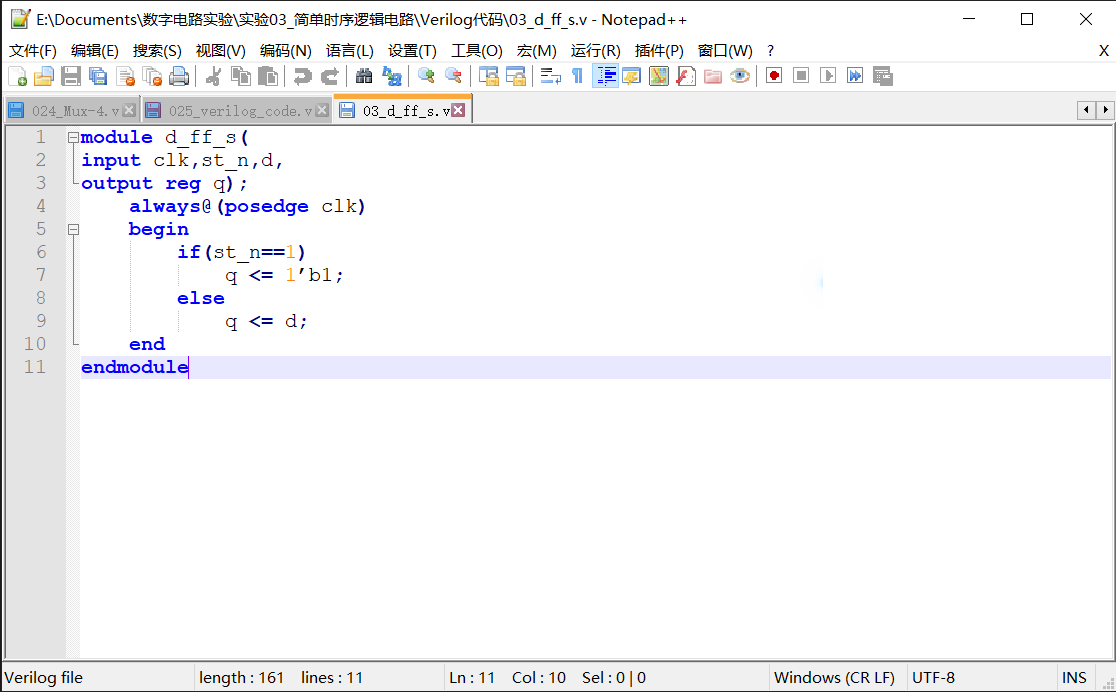 E:\Documents\数字电路实验\实验03_简单时序逻辑电路\Verilog代码\03_d_ff_s.v - Notepad++
文件(F) 编辑(E) 搜索(S) 视图(V) 编码(N) 语言(L) 设置(T) 工具(O) 宏(M) 运行(R) 插件(P) 窗口(W) ? X
024_Mux-4.v 025_verilog_code.v 03_d_ff_s.v
1 module d_ff_s(
2 input clk,st_n,d,
3 output reg q);
4 always@(posedge clk)
5 begin
6 if(st_n==1)
7 q <= 1’b1;
8 else
9 q <= d;
10 end
11 endmodule
Verilog file length : 161 lines : 11 Ln : 11 Col : 10 Sel : 0 | 0 Windows (CR LF) UTF-8 INS